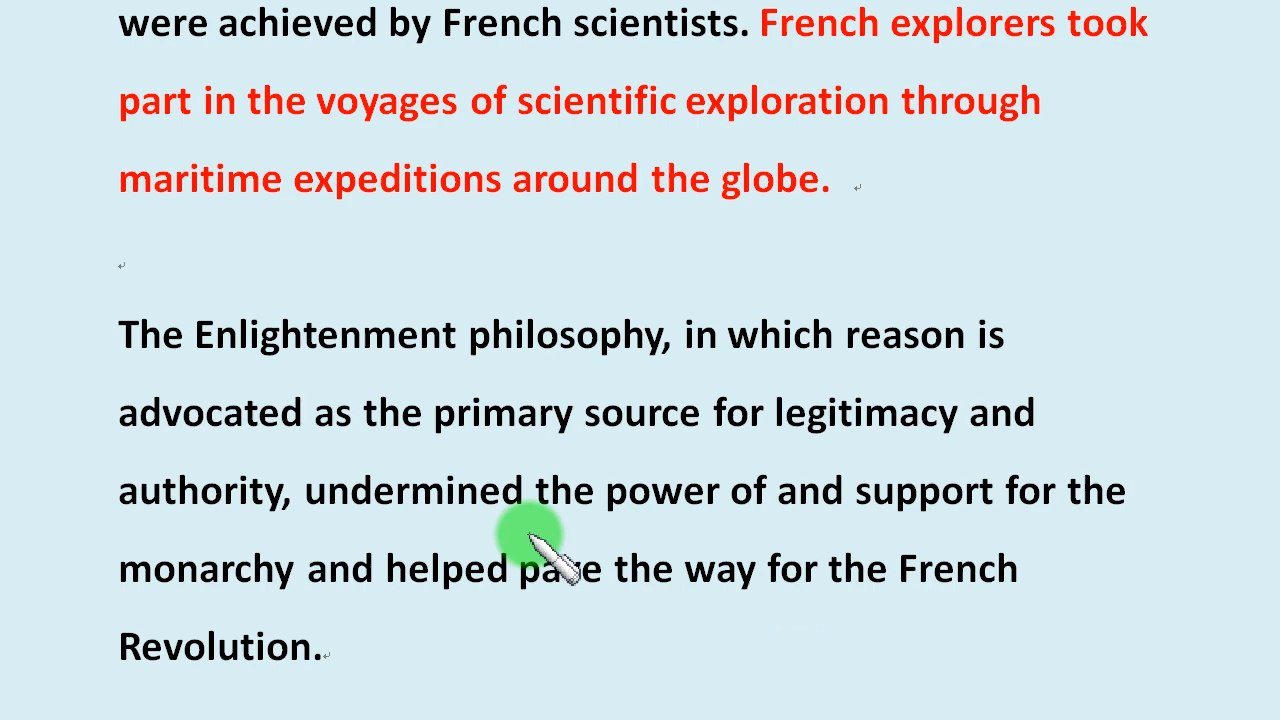 were achieved by French scientists. French explorers took
part in the voyages of scientific exploration through
maritime expeditions around the globe.
The Enlightenment philosophy, in which reason is
advocated as the primary source for legitimacy and
authority, undermined the power of and support for the
monarchy and helped pave the way for the French
Revolution.